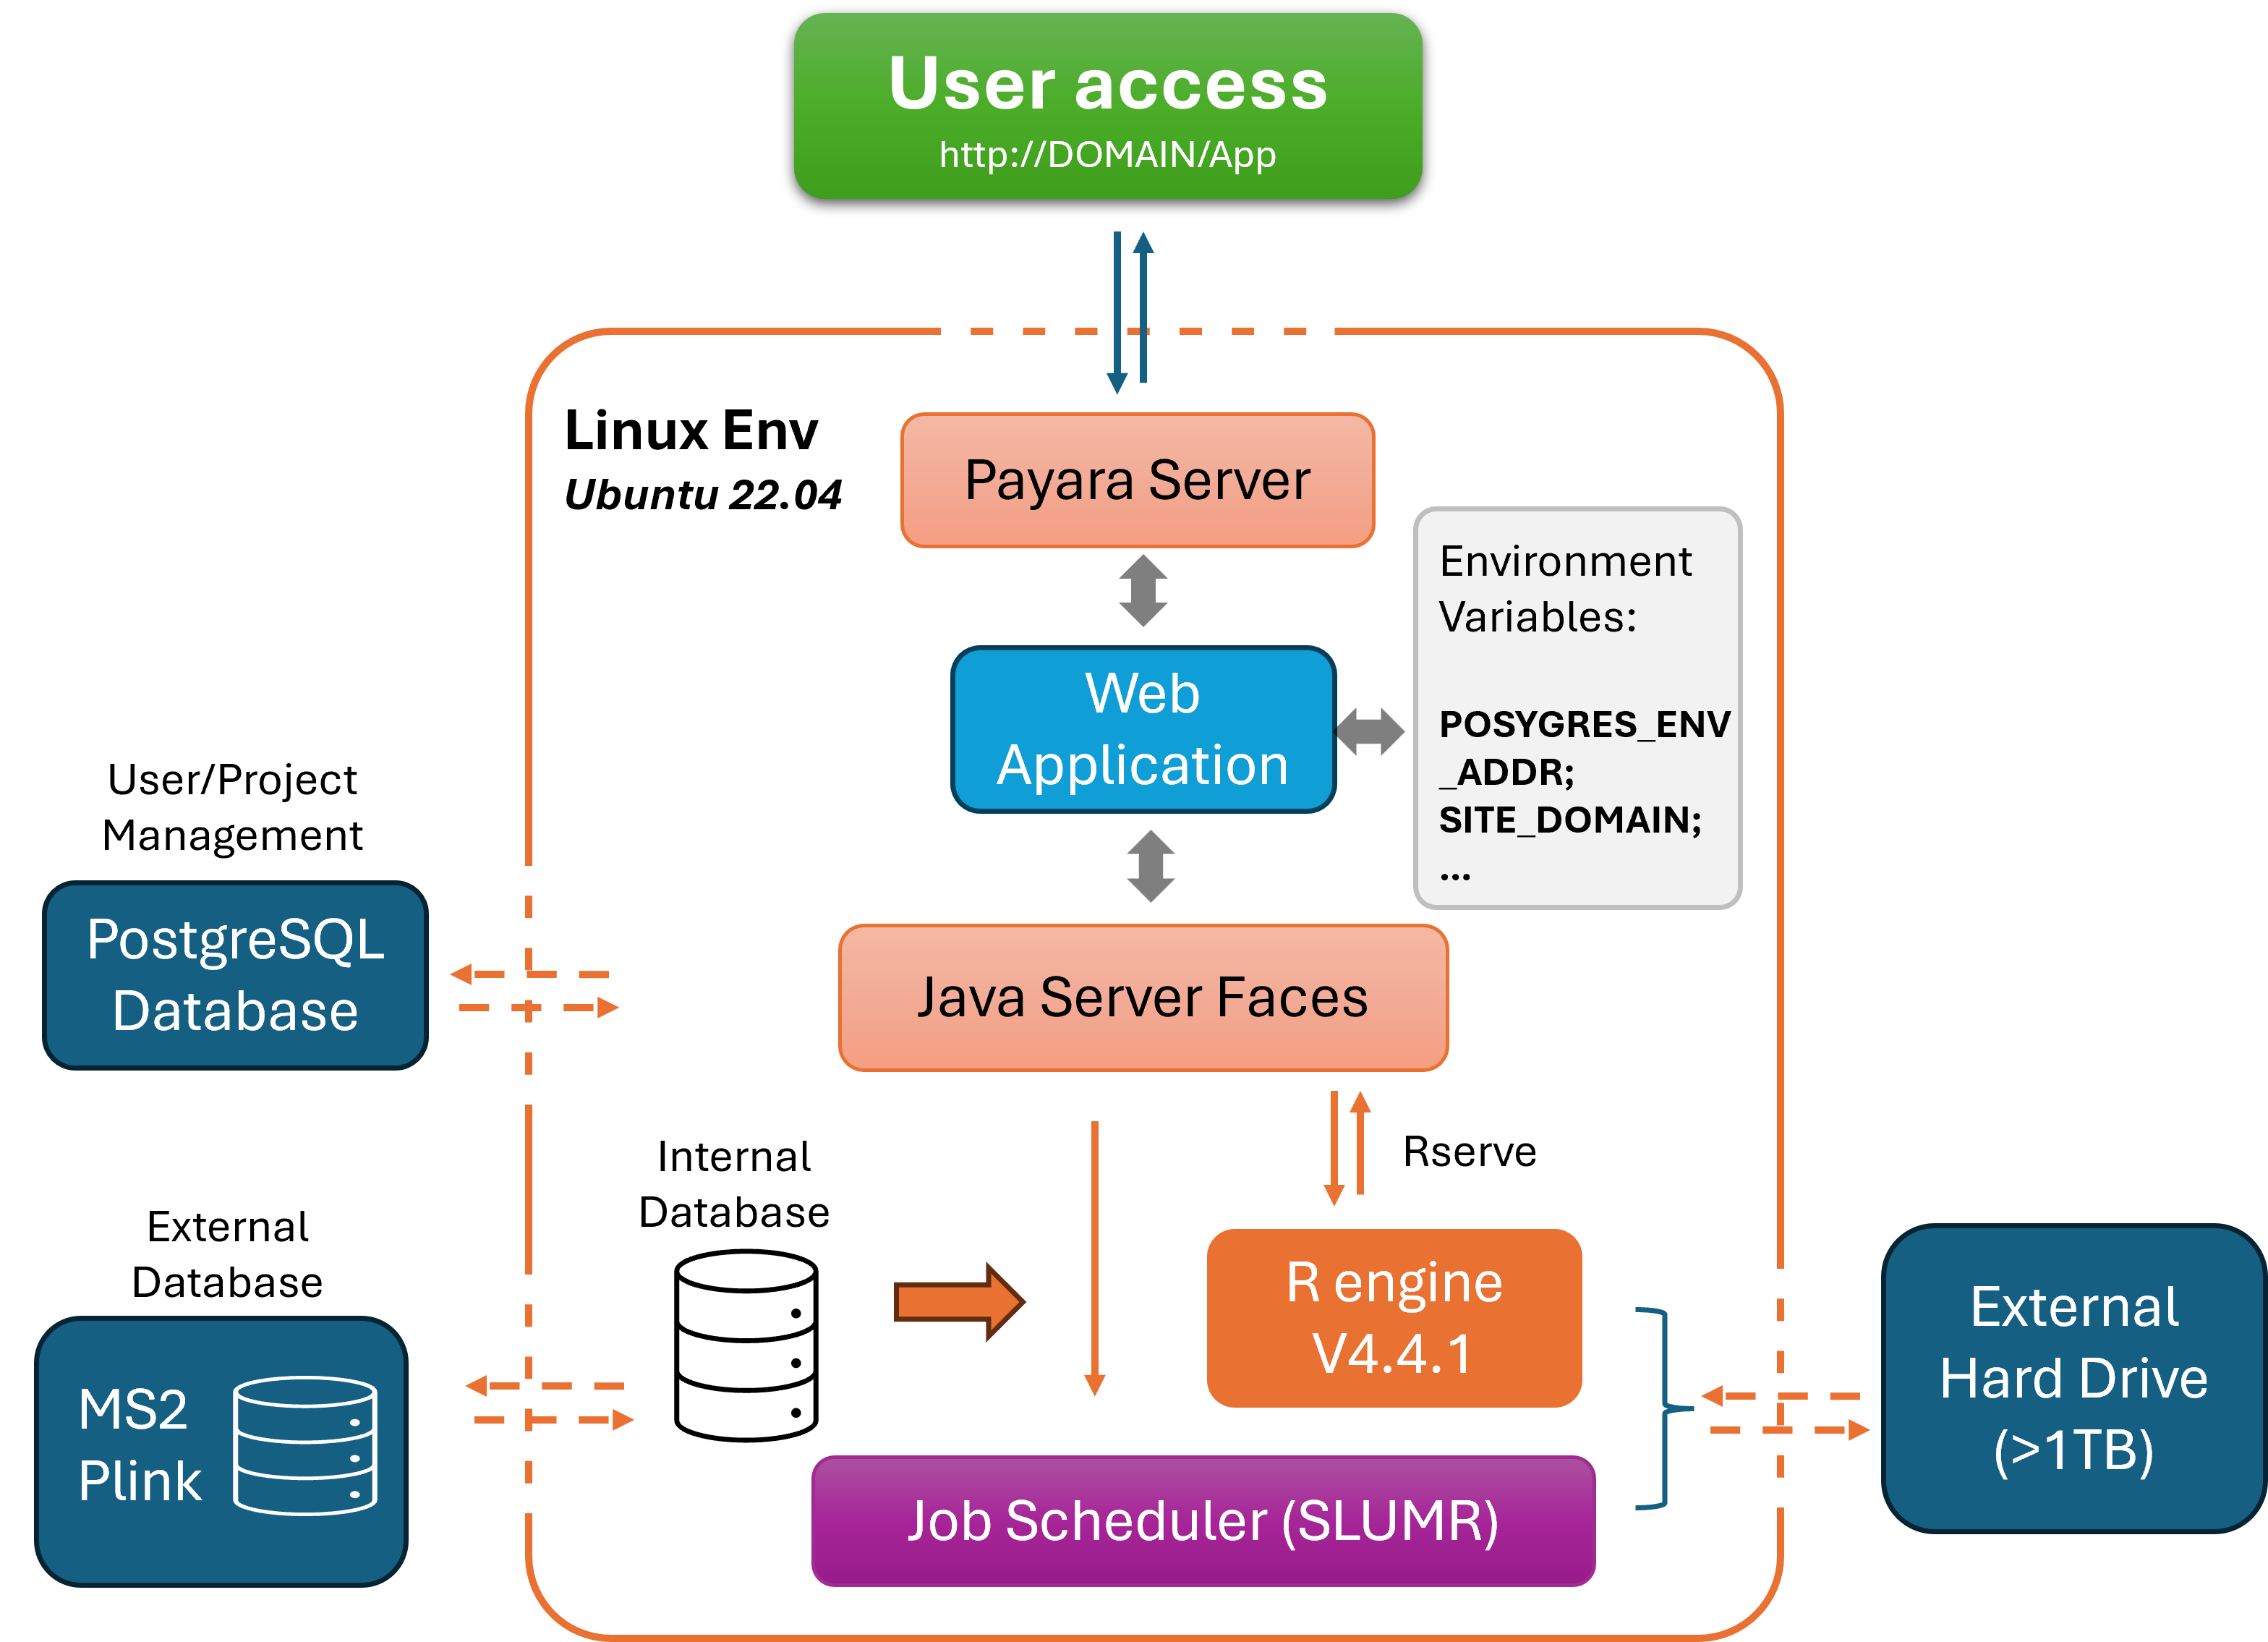 User access
http://DOMAIN/App
Linux Env
Ubuntu 22.04
Payara Server
Environment
Variables:
POSYGRES_ENV
_ADDR;
SITE_DOMAIN;
...
Web
Application
User/Project
Management
PostgreSQL
Database
Java Server Faces
Rserve
Internal
Database
External
Database
MS2
Plink
R engine
V4.4.1
External
Hard Drive
(>1TB)
Job Scheduler (SLUMR)